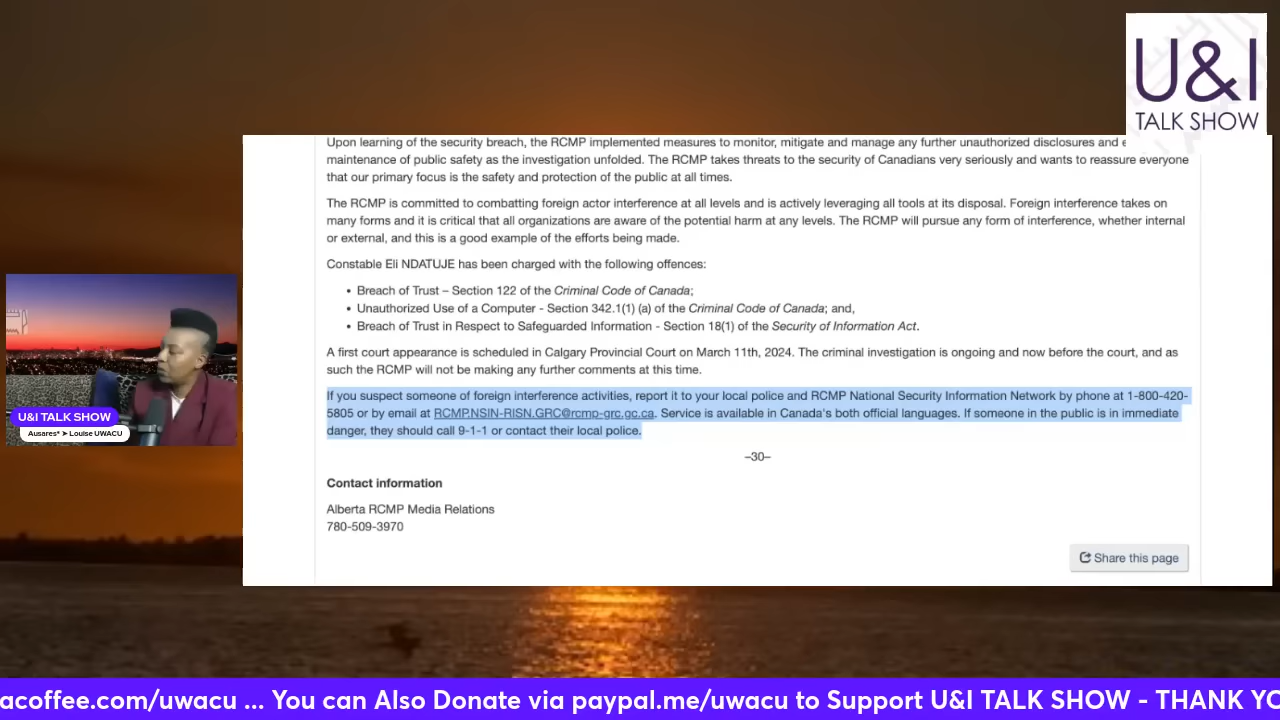 U&I
TALK SHOW
Upon learning of the security breach, the RCMP implemented measures to monitor, mitigate and manage any further unauthorized disclosures and
maintenance of public safety as the investigation unfolded. The RCMP takes threats to the security of Canadians very seriously and wants to reassure everyone
that our primary focus is the safety and protection of the public at all times.
The RCMP is committed to combatting foreign actor interference at all levels and is actively leveraging all tools at its disposal. Foreign interference takes on
many forms and it is critical that all organizations are aware of the potential harm at any levels. The RCMP will pursue any form of interference, whether internal
or external, and this is a good example of the efforts being made.
Constable Eli NDATUJE has been charged with the following offences:
• Breach of Trust – Section 122 of the Criminal Code of Canada;
• Unauthorized Use of a Computer - Section 342.1(1) (a) of the Criminal Code of Canada; and,
• Breach of Trust in Respect to Safeguarded Information - Section 18(1) of the Security of Information Act.
A first court appearance is scheduled in Calgary Provincial Court on March 11th, 2024. The criminal investigation is ongoing and now before the court, and as
such the RCMP will not be making any further comments at this time.
If you suspect someone of foreign interference activities, report it to your local police and RCMP National Security Information Network by phone at 1-800-420-
5805 or by email at RCMP.NSIN-RISN.GRC@rcmp-grc.gc.ca. Service is available in Canada's both official languages. If someone in the public is in immediate
danger, they should call 9-1-1 or contact their local police.
–30–
Contact information
Alberta RCMP Media Relations
780-509-3970
Share this page
U&I TALK SHOW
Ausares* ➤ Louise UWACU
acoffee.com/uwacu ... You can Also Donate via paypal.me/uwacu to Support U&I TALK SHOW - THANK YO